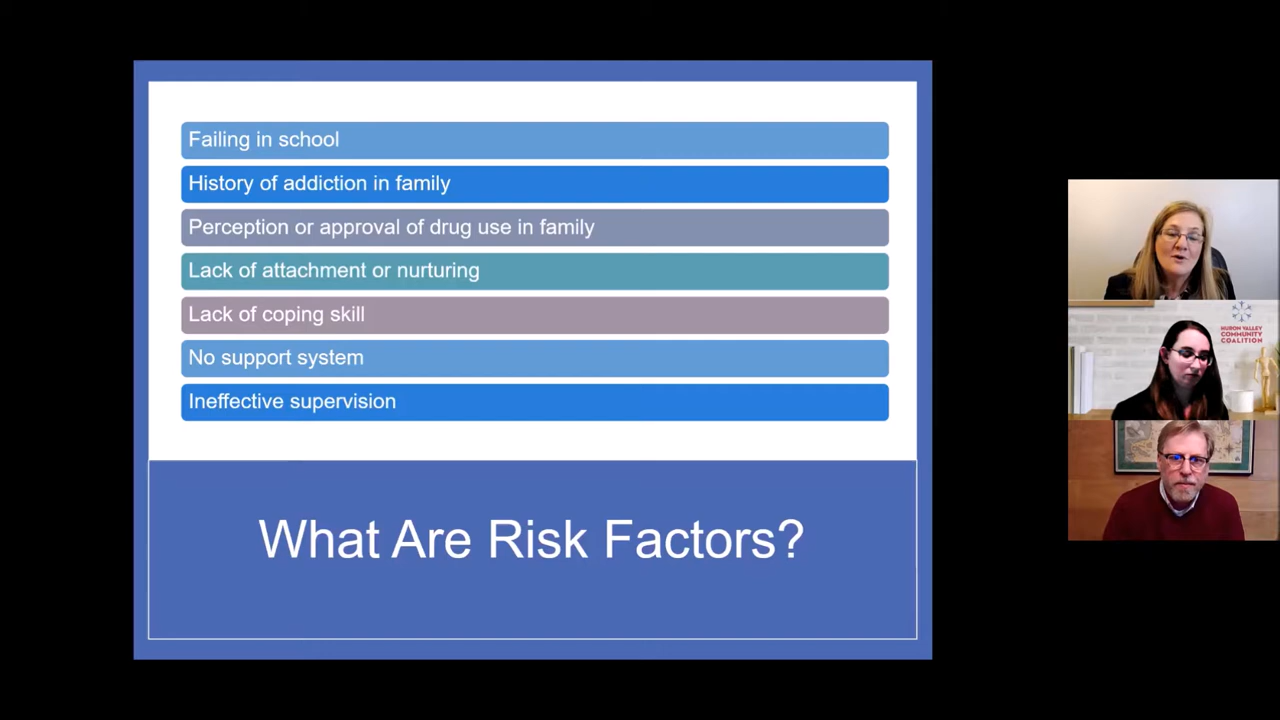 Failing in school
History of addiction in family
Perception or approval of drug use in family
Lack of attachment or nurturing
Lack of coping skill
No support system
Ineffective supervision
What Are Risk Factors?
HURON VALLEY
COMMUNITY
COALITION